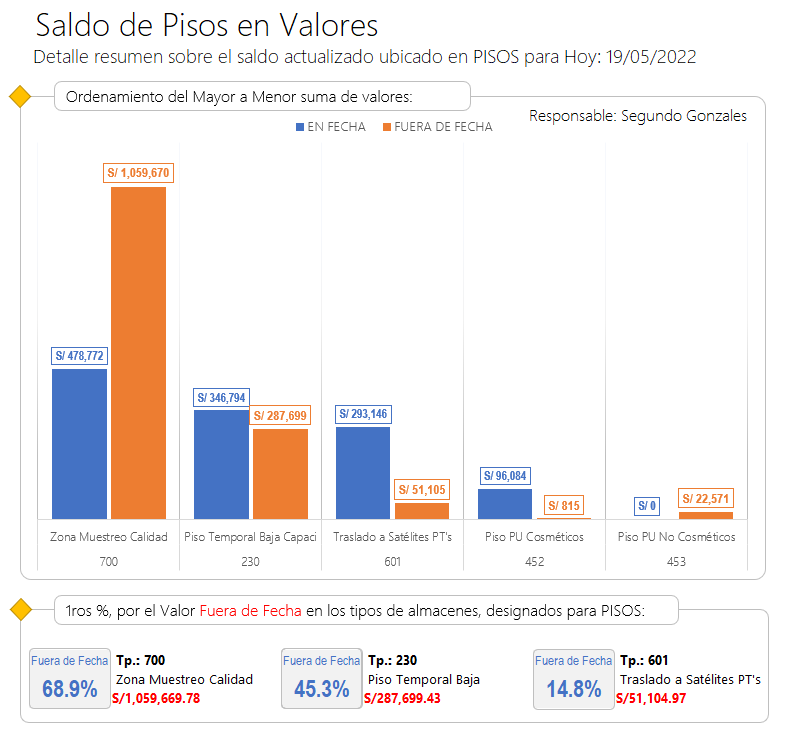 Saldo de Pisos en Valores
Detalle resumen sobre el saldo actualizado ubicado en PISOS para Hoy: 19/05/2022
Ordenamiento del Mayor a Menor suma de valores:
Responsable: Segundo Gonzales
EN FECHA FUERA DE FECHA
S/ 1,059,670
S/ 478,772
S/ 346,794
S/ 287,699
S/ 293,146
S/ 51,105
S/ 96,084
S/ 815
S/ 0
S/ 22,571
Zona Muestreo Calidad Piso Temporal Baja Capaci Traslado a Satélites PT's Piso PU Cosméticos Piso PU No Cosméticos
700 230 601 452 453
1ros %, por el Valor Fuera de Fecha en los tipos de almacenes, designados para PISOS:
Fuera de Fecha
68.9%
Tp.: 700
Zona Muestreo Calidad
S/1,059,669.78
Fuera de Fecha
45.3%
Tp.: 230
Piso Temporal Baja
S/287,699.43
Fuera de Fecha
14.8%
Tp.: 601
Traslado a Satélites PT's
S/51,104.97